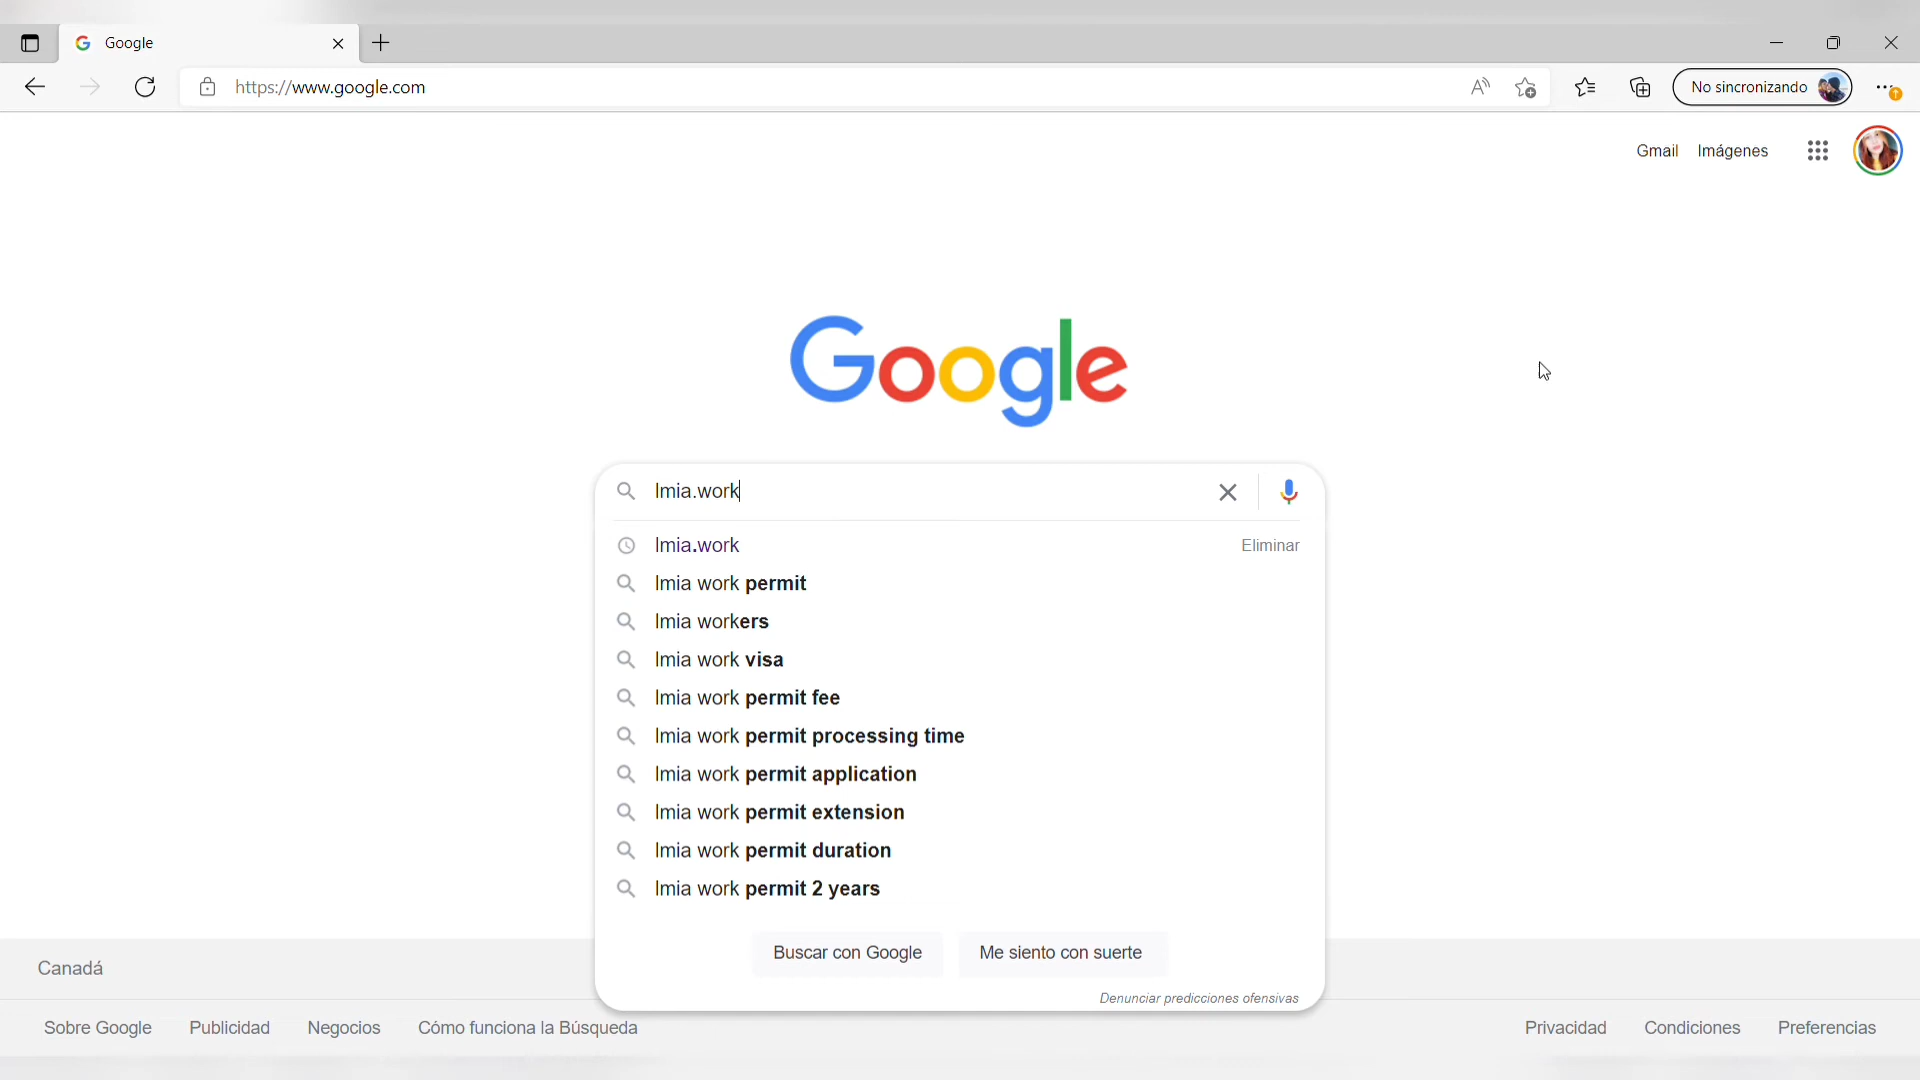 Google
https://www.google.com
No sincronizando
Gmail Imágenes
Google
lmia.work
lmia.work Eliminar
lmia work permit
lmia workers
lmia work visa
lmia work permit fee
lmia work permit processing time
lmia work permit application
lmia work permit extension
lmia work permit duration
lmia work permit 2 years
Buscar con Google Me siento con suerte
Denunciar predicciones ofensivas
Canadá
Sobre Google Publicidad Negocios Cómo funciona la Búsqueda Privacidad Condiciones Preferencias